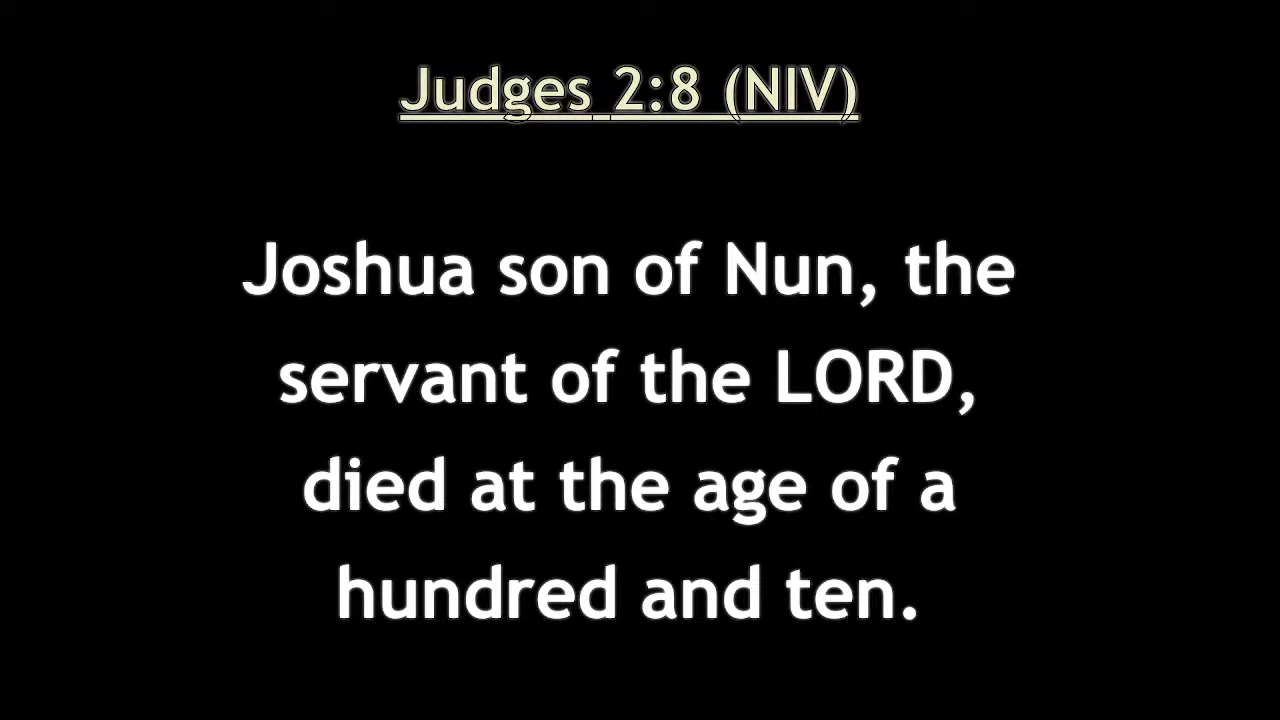 Judges 2:8 (NIV)
Joshua son of Nun, the
servant of the LORD,
died at the age of a
hundred and ten.